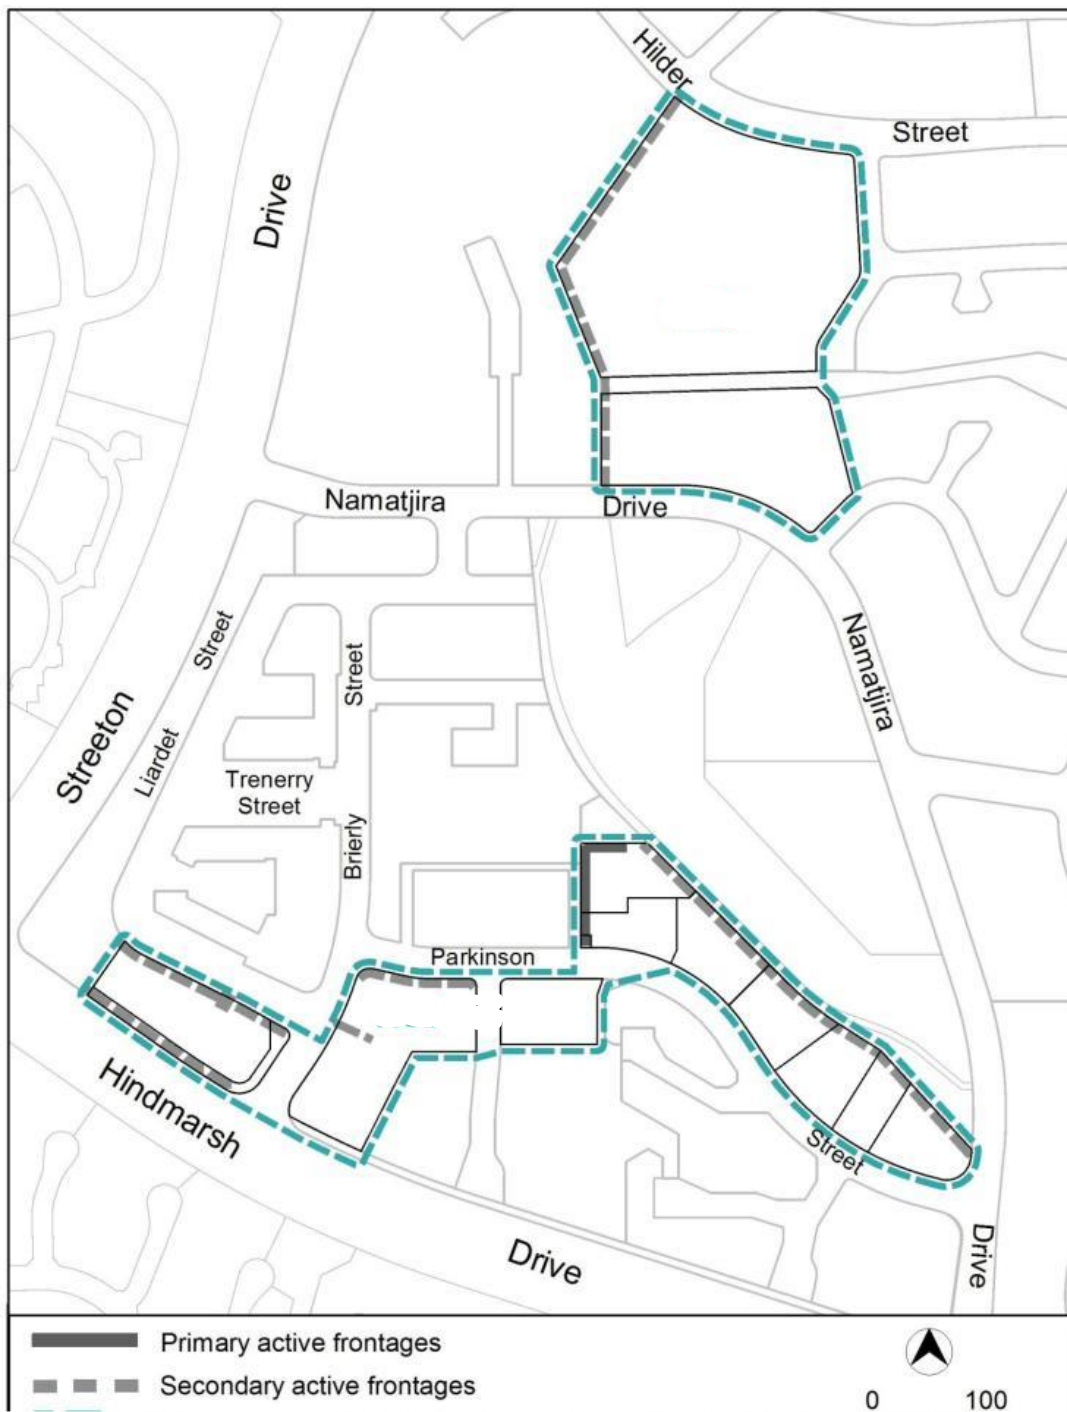 Hilder
Street
Drive
Namatjira
Drive
Street
Street
Namatjira
Streeton
Liardet
Trenerry
Street
Brierly
Parkinson
Hindmarsh
Street
Drive
Drive
Primary active frontages
Secondary active frontages
0 100